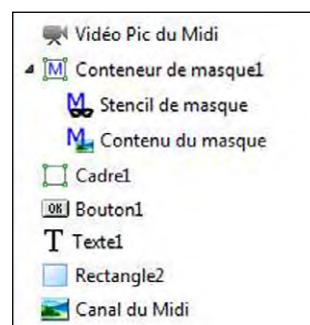 Vidéo Pic du Midi
M Conteneur de masque1
M Stencil de masque
M Contenu du masque
Cadre1
OK Bouton1
T Texte1
Rectangle2
Canal du Midi